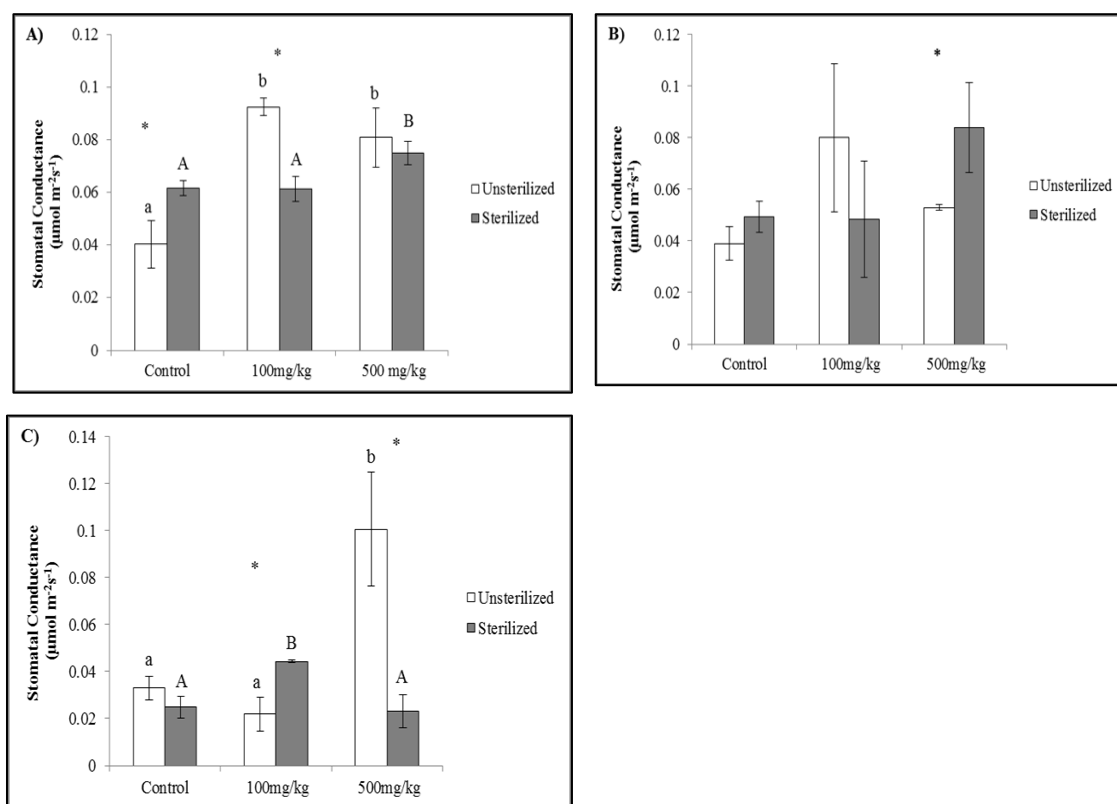 A)
Stomatal Conductance
(µmol m⁻²s⁻¹)
0.12
0.1
0.08
0.06
0.04
0.02
0
*
*
a
A
b
A
b
B
Control
100mg/kg
500 mg/kg
Unsterilized
Sterilized
B)
Stomatal Conductance
(µmol m⁻²s⁻¹)
0.12
0.1
0.08
0.06
0.04
0.02
0
*
Control
100mg/kg
500mg/kg
Unsterilized
Sterilized
C)
Stomatal Conductance
(µmol m⁻²s⁻¹)
0.14
0.12
0.1
0.08
0.06
0.04
0.02
0
*
*
a
A
a
B
b
A
Control
100mg/kg
500mg/kg
Unsterilized
Sterilized